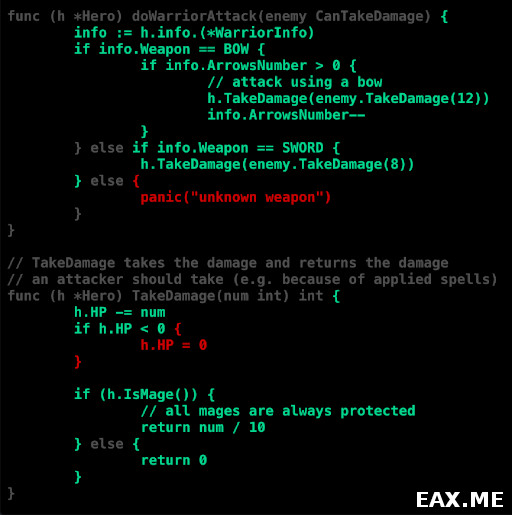 func (h *Hero) doWarriorAttack(enemy CanTakeDamage) {
        info := h.info.(*WarriorInfo)
        if info.Weapon == BOW {
                if info.ArrowsNumber > 0 {
                        // attack using a bow
                        h.TakeDamage(enemy.TakeDamage(12))
                        info.ArrowsNumber--
                }
        } else if info.Weapon == SWORD {
                h.TakeDamage(enemy.TakeDamage(8))
        } else {
                panic("unknown weapon")
        }
}

// TakeDamage takes the damage and returns the damage
// an attacker should take (e.g. because of applied spells)
func (h *Hero) TakeDamage(num int) int {
        h.HP -= num
        if h.HP < 0 {
                h.HP = 0
        }

        if (h.IsMage()) {
                // all mages are always protected
                return num / 10
        } else {
                return 0
        }
}
EAX.ME